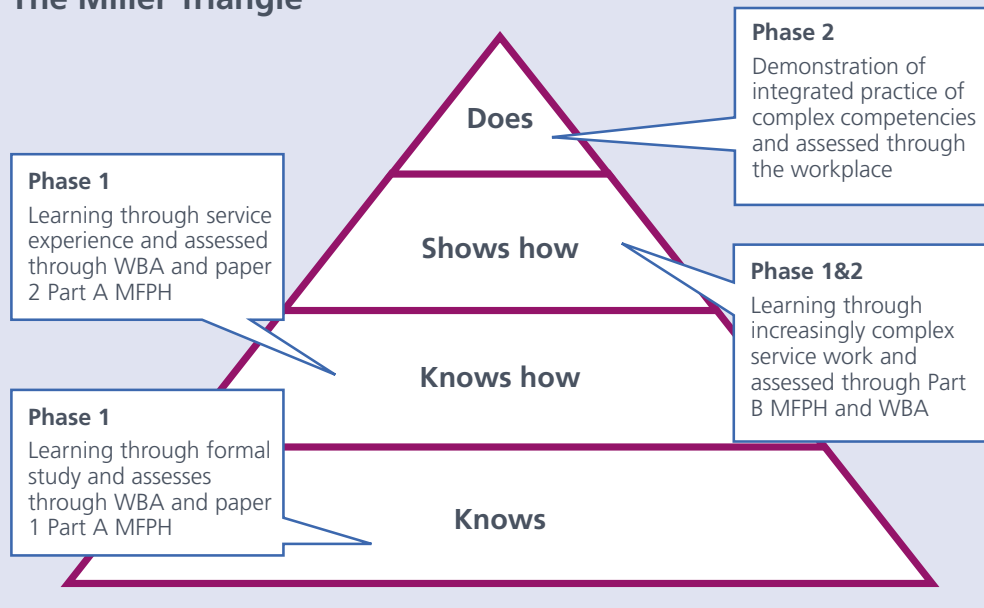 The Miller Triangle
Does
Phase 2
Demonstration of
integrated practice of
complex competencies
and assessed through
the workplace
Phase 1
Learning through service
experience and assessed
through WBA and paper
2 Part A MFPH
Shows how
Phase 1&2
Learning through
increasingly complex
service work and
assessed through Part
B MFPH and WBA
Knows how
Phase 1
Learning through formal
study and assesses
through WBA and paper
1 Part A MFPH
Knows